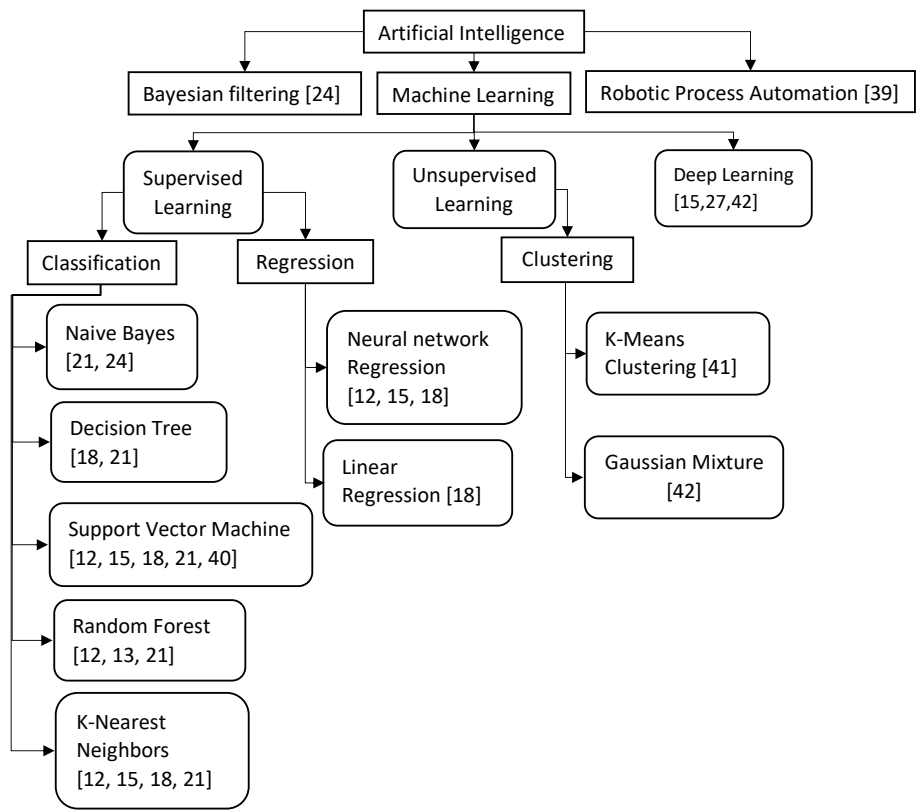 Artificial Intelligence
Bayesian filtering [24]
Machine Learning
Robotic Process Automation [39]
Supervised
Learning
Unsupervised
Learning
Deep Learning
[15,27,42]
Classification
Regression
Clustering
Naive Bayes
[21, 24]
Decision Tree
[18, 21]
Support Vector Machine
[12, 15, 18, 21, 40]
Random Forest
[12, 13, 21]
K-Nearest
Neighbors
[12, 15, 18, 21]
Neural network
Regression
[12, 15, 18]
Linear
Regression [18]
K-Means
Clustering [41]
Gaussian Mixture
[42]